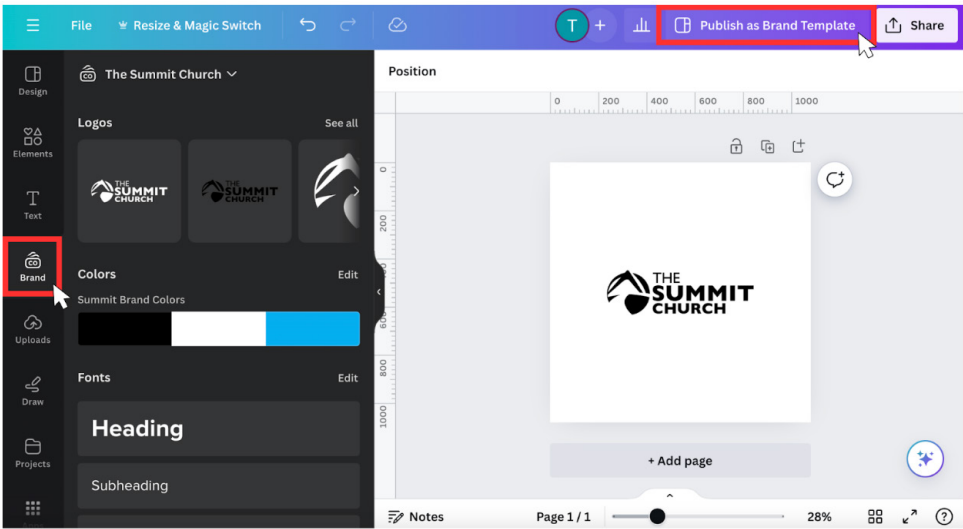 File
Resize & Magic Switch
T
+
Publish as Brand Template
Share
Design
Elements
Text
Brand
Uploads
Draw
Projects
The Summit Church
Logos
See all
THE
SUMMIT
CHURCH
THE
SUMMIT
CHURCH
Colors
Edit
Summit Brand Colors
Fonts
Edit
Heading
Subheading
Position
0 200 400 600 800 1000
0
200
600
800
1000
THE
SUMMIT
CHURCH
+ Add page
Notes
Page 1 / 1
28%